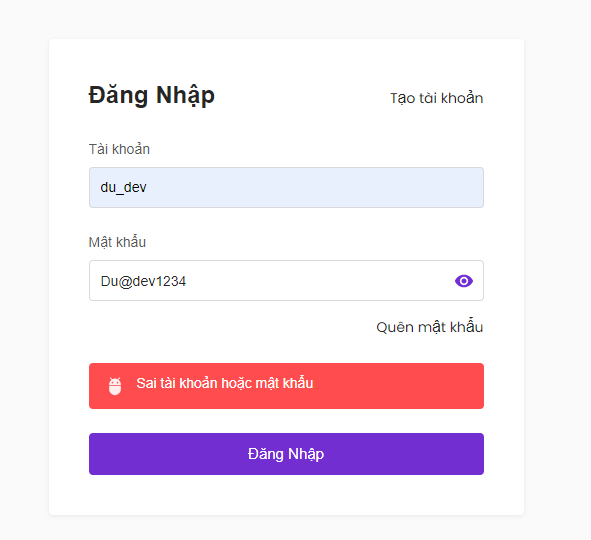 Đăng Nhập
Tạo tài khoản
Tài khoản
du_dev
Mật khẩu
Du@dev1234
Quên mật khẩu
Sai tài khoản hoặc mật khẩu
Đăng Nhập